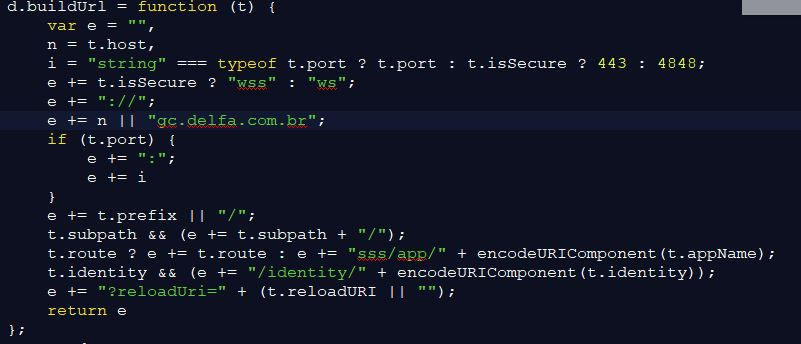 d.buildUrl = function (t) {
    var e = "",
    n = t.host,
    i = "string" === typeof t.port ? t.port : t.isSecure ? 443 : 4848;
    e += t.isSecure ? "wss" : "ws";
    e += "://";
    e += n || "gc.delfa.com.br";
    if (t.port) {
        e += ":";
        e += i
    }
    e += t.prefix || "/";
    t.subpath && (e += t.subpath + "/");
    t.route ? e += t.route : e += "sss/app/" + encodeURIComponent(t.appName);
    t.identity && (e += "/identity/" + encodeURIComponent(t.identity));
    e += "?reloadUri=" + (t.reloadURI || "");
    return e
};